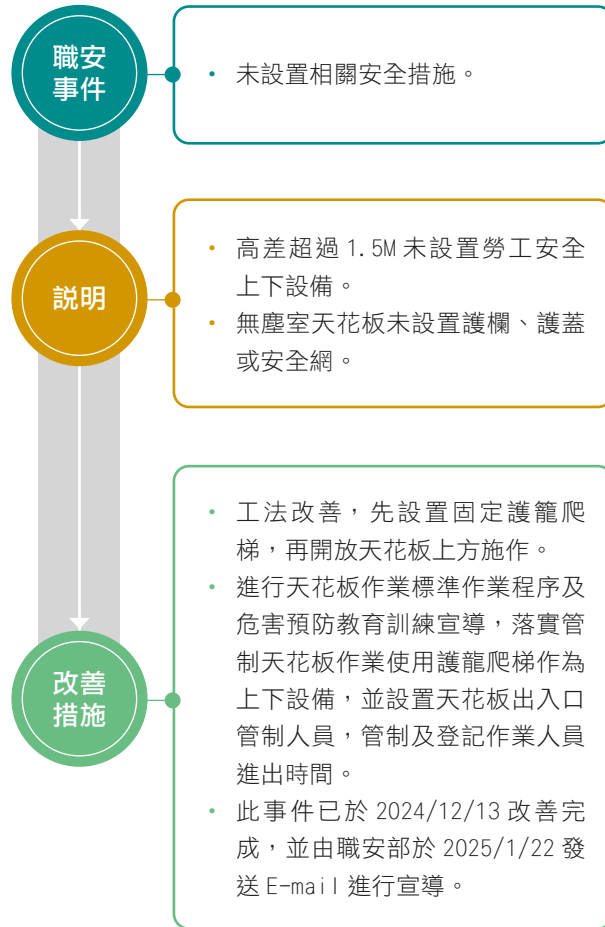 職安
事件
• 未設置相關安全措施。
説明
• 高差超過 1.5M 未設置勞工安全
上下設備。
• 無塵室天花板未設置護欄、護蓋
或安全網。
改善
措施
• 工法改善，先設置固定護籠爬
梯，再開放天花板上方施作。
• 進行天花板作業標準作業程序及
危害預防教育訓練宣導，落實管
制天花板作業使用護龍爬梯作為
上下設備，並設置天花板出入口
管制人員，管制及登記作業人員
進出時間。
• 此事件已於 2024/12/13 改善完
成，並由職安部於 2025/1/22 發
送 E-mail 進行宣導。